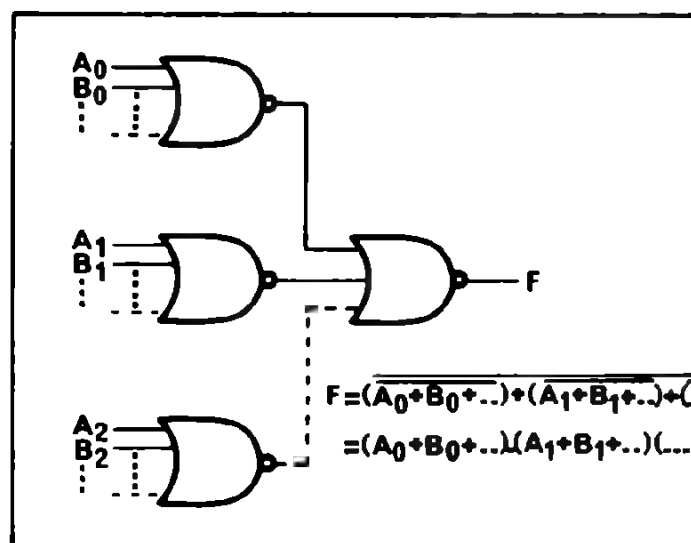 A0
B0
A1
B1
F
A2
B2
F=(A0+B0+..)+(A1+B1+..)+(
=(A0+B0+..).(A1+B1+..)(....